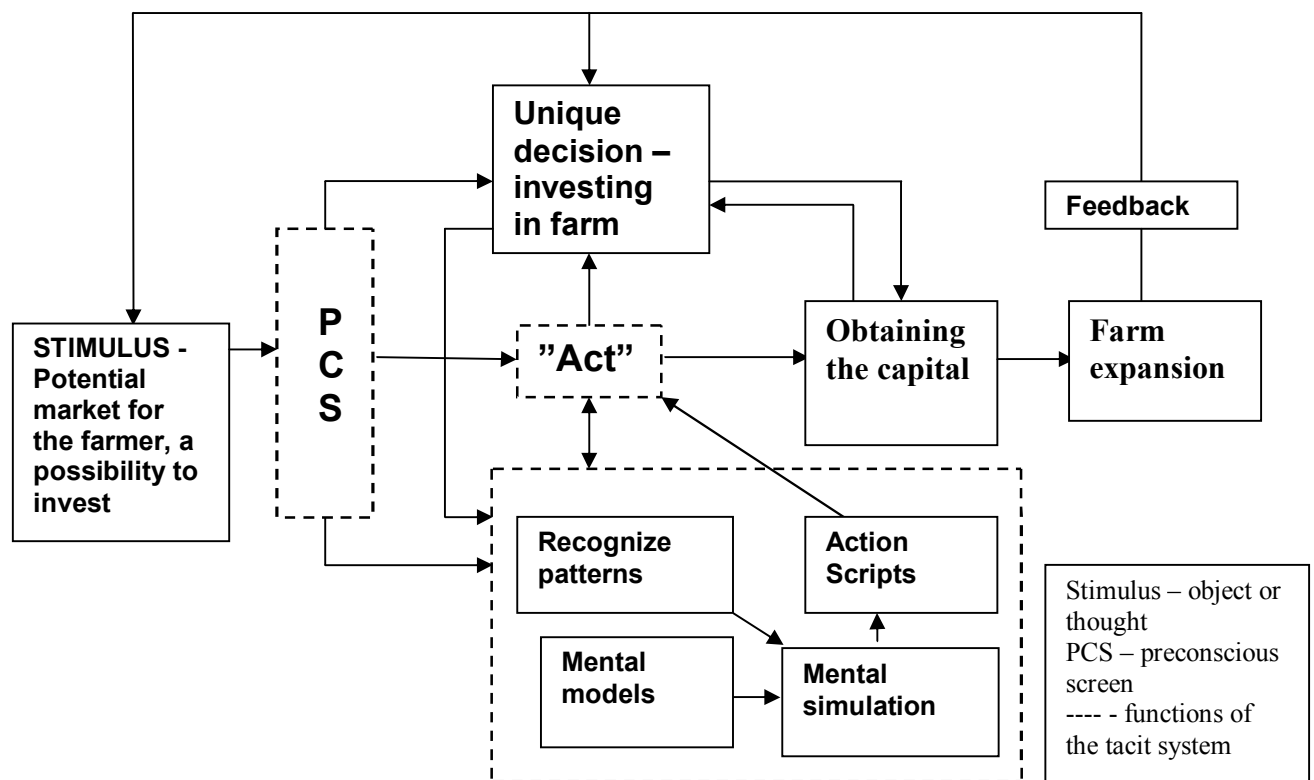 Unique
decision –
investing
in farm
Feedback
P
C
S
STIMULUS -
Potential
market for
the farmer, a
possibility to
invest
”Act”
Obtaining
the capital
Farm
expansion
Recognize
patterns
Action
Scripts
Mental
models
Mental
simulation
Stimulus – object or
thought
PCS – preconscious
screen
---- - functions of
the tacit system